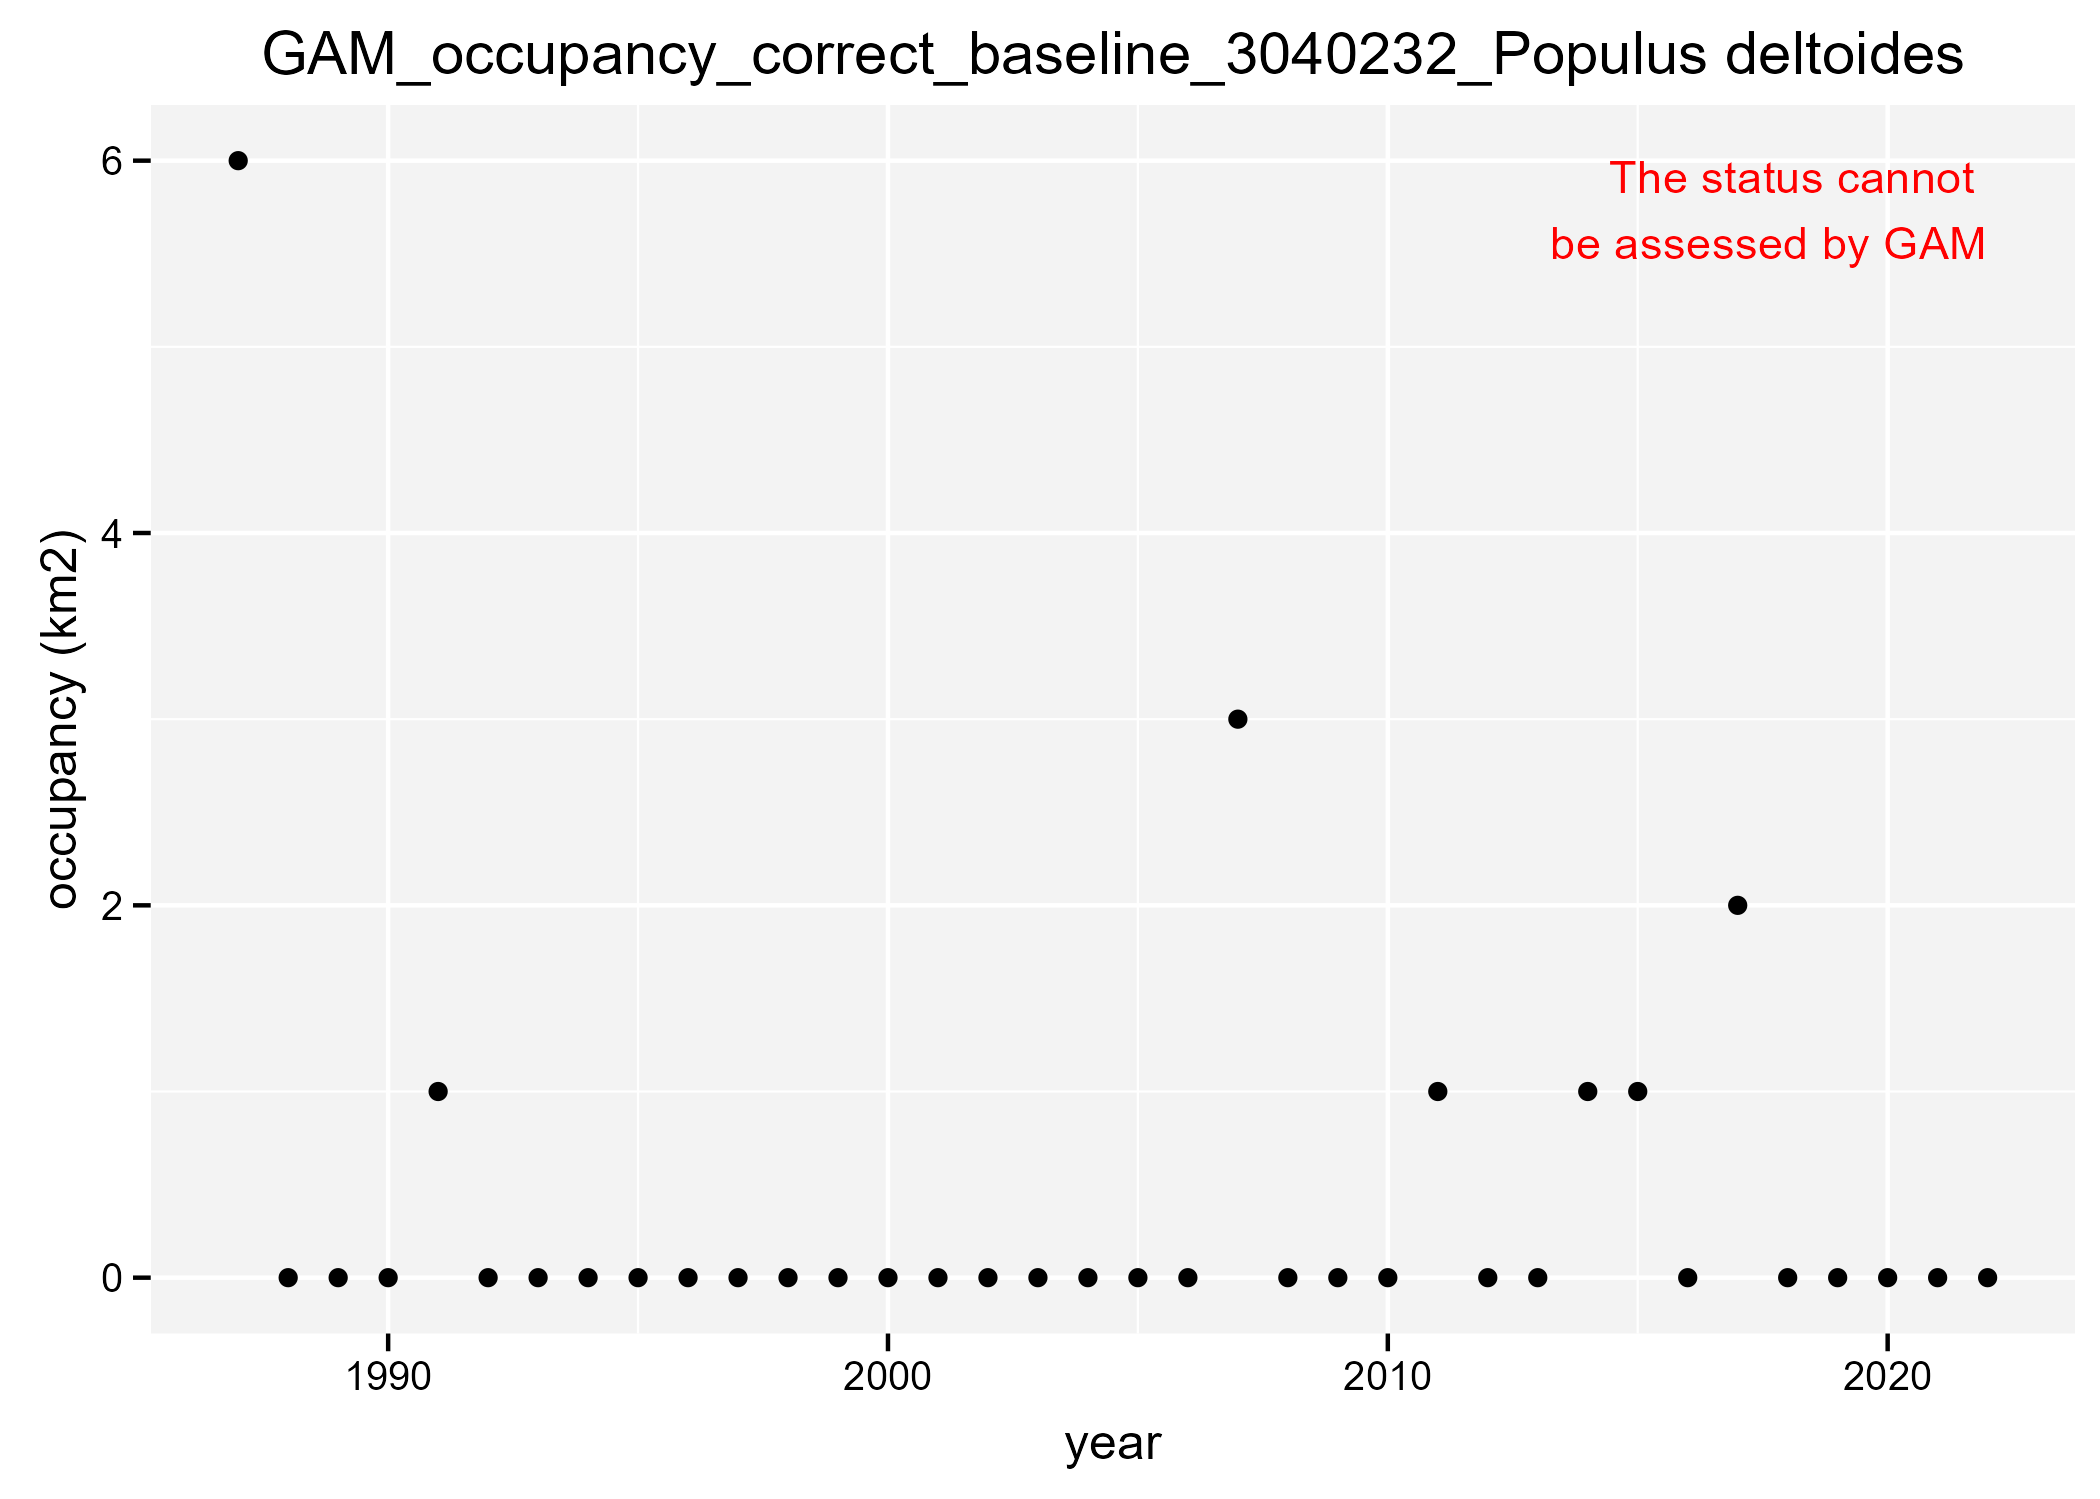 GAM_occupancy_correct_baseline_3040232_Populus deltoides
The status cannot
be assessed by GAM
6
4
2
0
occupancy (km2)
1990 2000 2010 2020
year